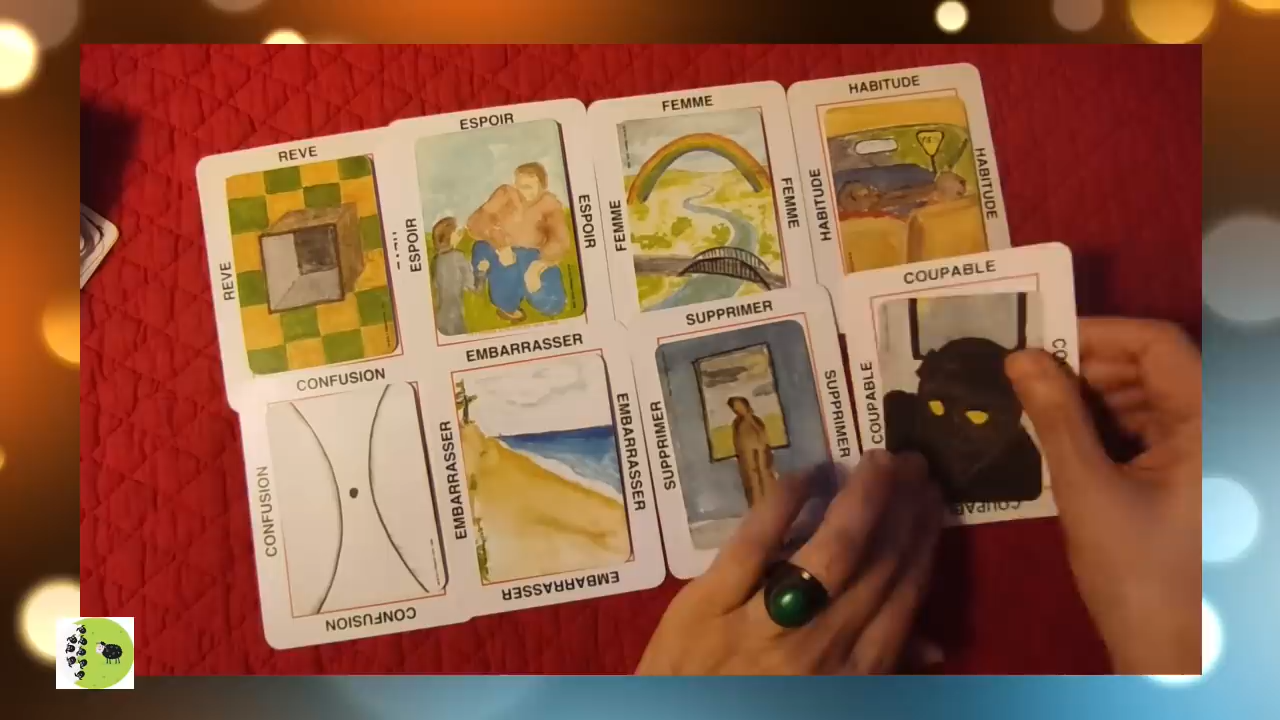 REVE
REVE
ESPOIR
ESPOIR
ESPOIR
FEMME
FEMME
FEMME
HABITUDE
HABITUDE
HABITUDE
CONFUSION
CONFUSION
CONFUSION
EMBARRASSER
EMBARRASSER
EMBARRASSER
EMBARRASSER
SUPPRIMER
SUPPRIMER
SUPPRIMER
COUPABLE
COUPABLE